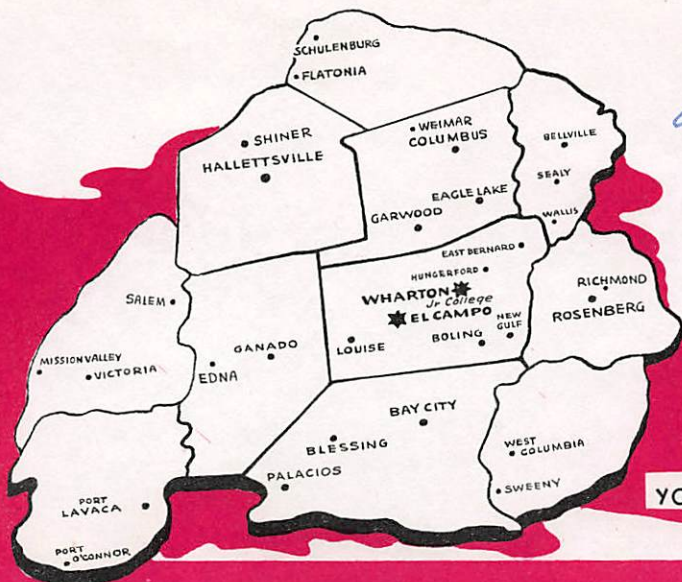 SCHULENBURG
FLATONIA
SHINER
HALLETTSVILLE
WEIMAR
COLUMBUS
EAGLE LAKE
GARWOOD
BELLVILLE
SEALY
WALLIS
EAST BERNARD
HUNGERFORD
WHARTON
Jr College
EL CAMPO
NEW
GULF
BOLING
LOUISE
RICHMOND
ROSENBERG
SALEM
MISSION VALLEY
VICTORIA
GANADO
EDNA
BAY CITY
BLESSING
PALACIOS
WEST
COLUMBIA
SWEENY
PORT
LAVACA
PORT
O'CONNOR